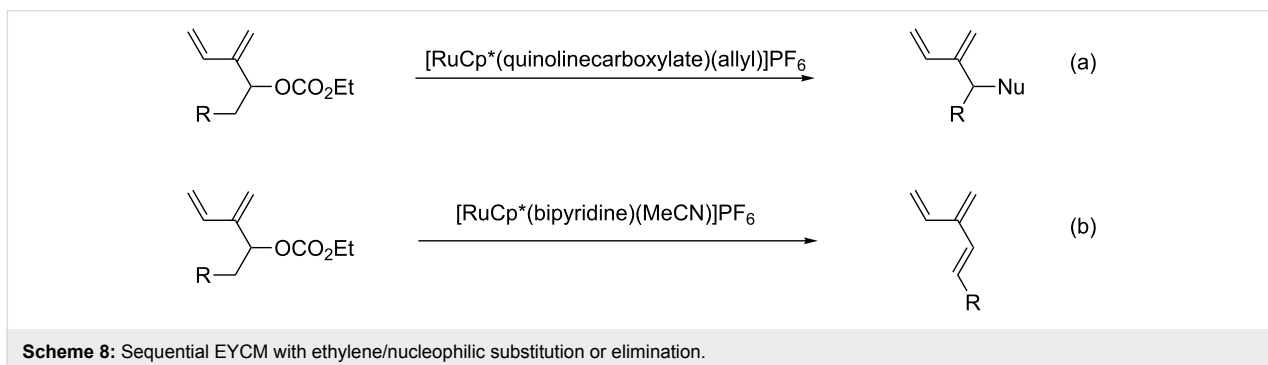 [RuCp*(quinolinecarboxylate)(allyl)]PF6
OCO2Et
R
Nu
R
(a)
[RuCp*(bipyridine)(MeCN)]PF6
OCO2Et
R
R
(b)
Scheme 8: Sequential EYCM with ethylene/nucleophilic substitution or elimination.